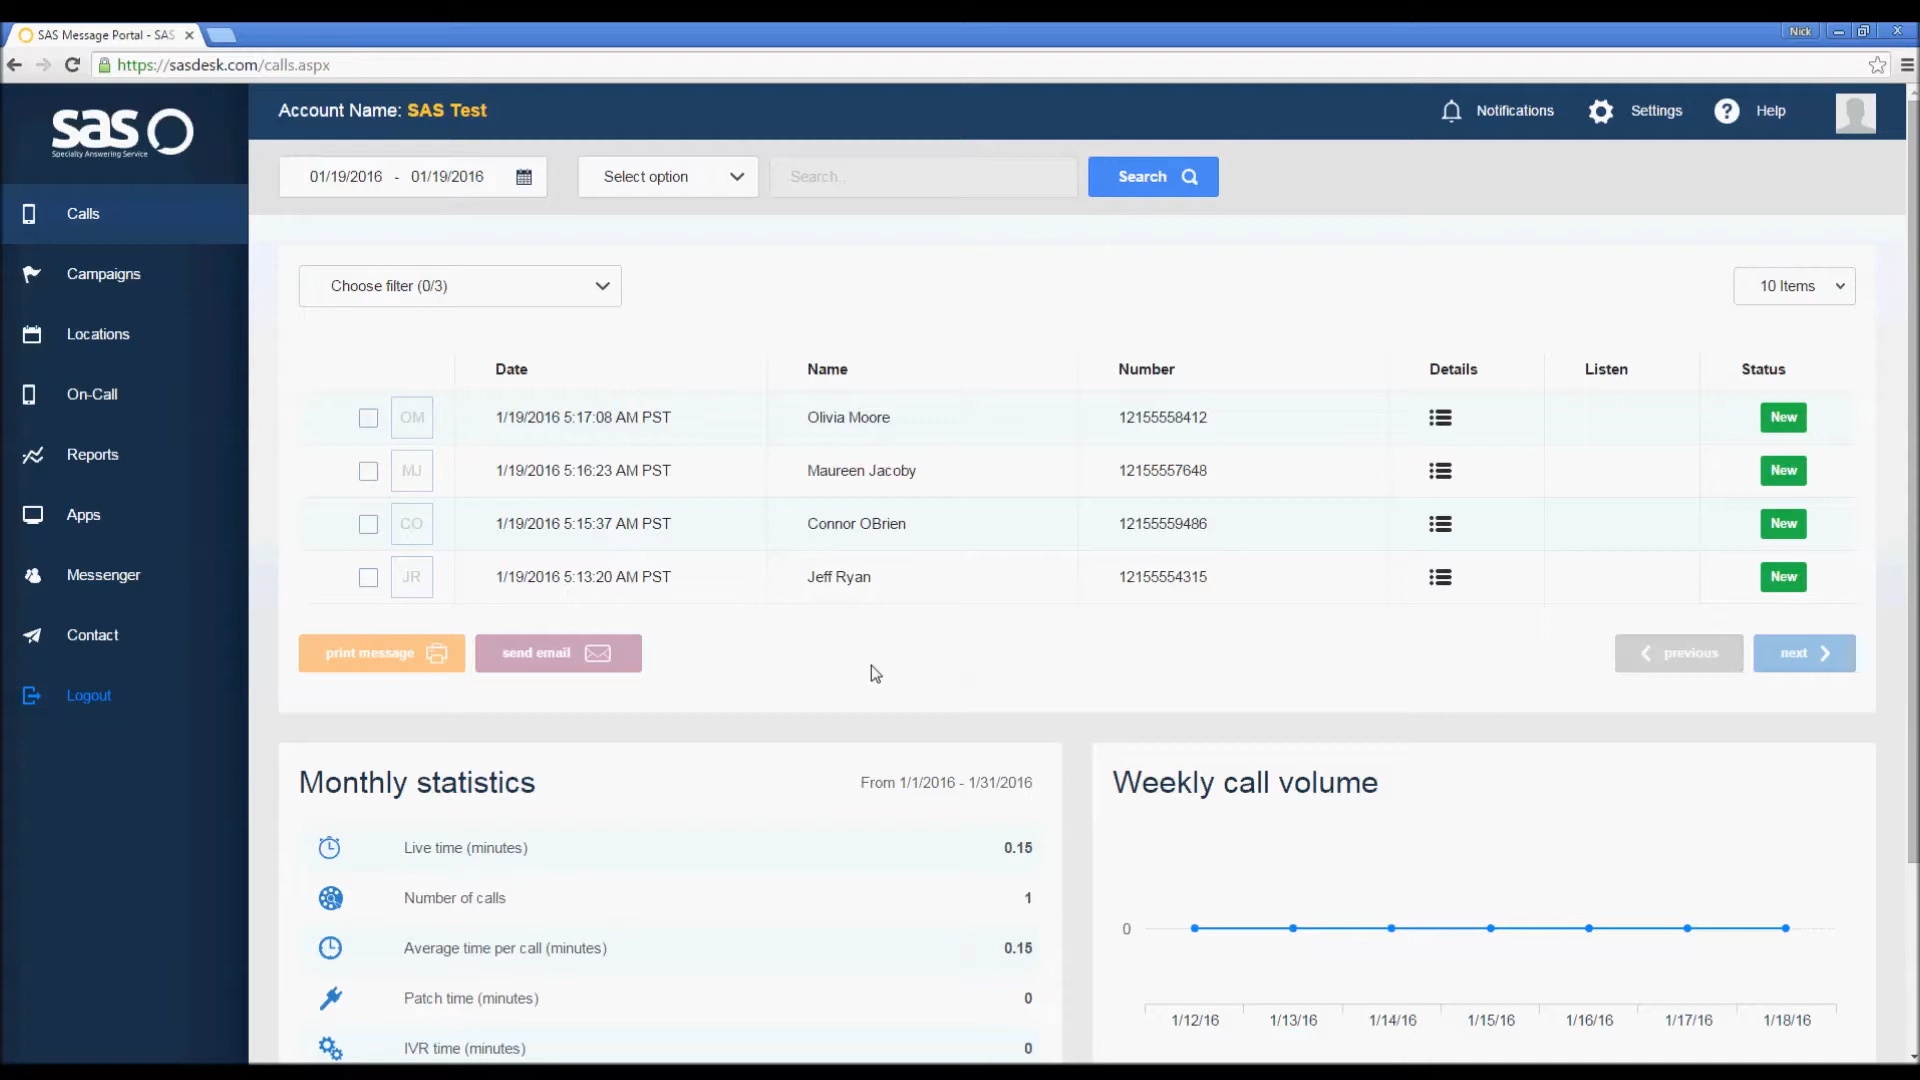 SAS Message Portal - SAS
Nick
https://sasdesk.com/calls.aspx
sas
Specialty Answering Service
Account Name: SAS Test
Notifications
Settings
? Help
01/19/2016 - 01/19/2016
Select option
Search..
Search
Calls
Campaigns
Locations
On-Call
Reports
Apps
Messenger
Contact
Logout
Choose filter (0/3)
10 Items
Date Name Number Details Listen Status
OM 1/19/2016 5:17:08 AM PST Olivia Moore 12155558412 New
MJ 1/19/2016 5:16:23 AM PST Maureen Jacoby 12155557648 New
CO 1/19/2016 5:15:37 AM PST Connor OBrien 12155559486 New
JR 1/19/2016 5:13:20 AM PST Jeff Ryan 12155554315 New
print message
send email
previous
next
Monthly statistics
From 1/1/2016 - 1/31/2016
Live time (minutes) 0.15
Number of calls 1
Average time per call (minutes) 0.15
Patch time (minutes) 0
IVR time (minutes) 0
Weekly call volume
0
1/12/16 1/13/16 1/14/16 1/15/16 1/16/16 1/17/16 1/18/16